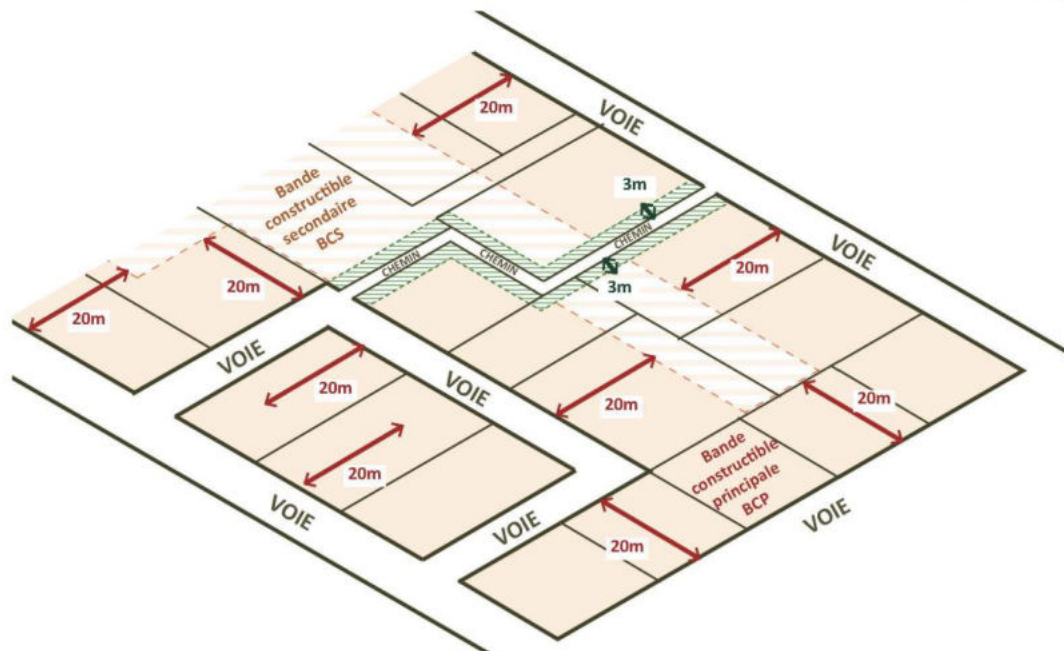 20m
VOIE
3m
Bande
constructible
secondaire
BCS
CHEMIN
CHEMIN
CHEMIN
VOIE
20m
20m
3m
20m
VOIE
20m
VOIE
20m
20m
20m
Bande
constructible
principale
BCP
VOIE
VOIE
VOIE
20m